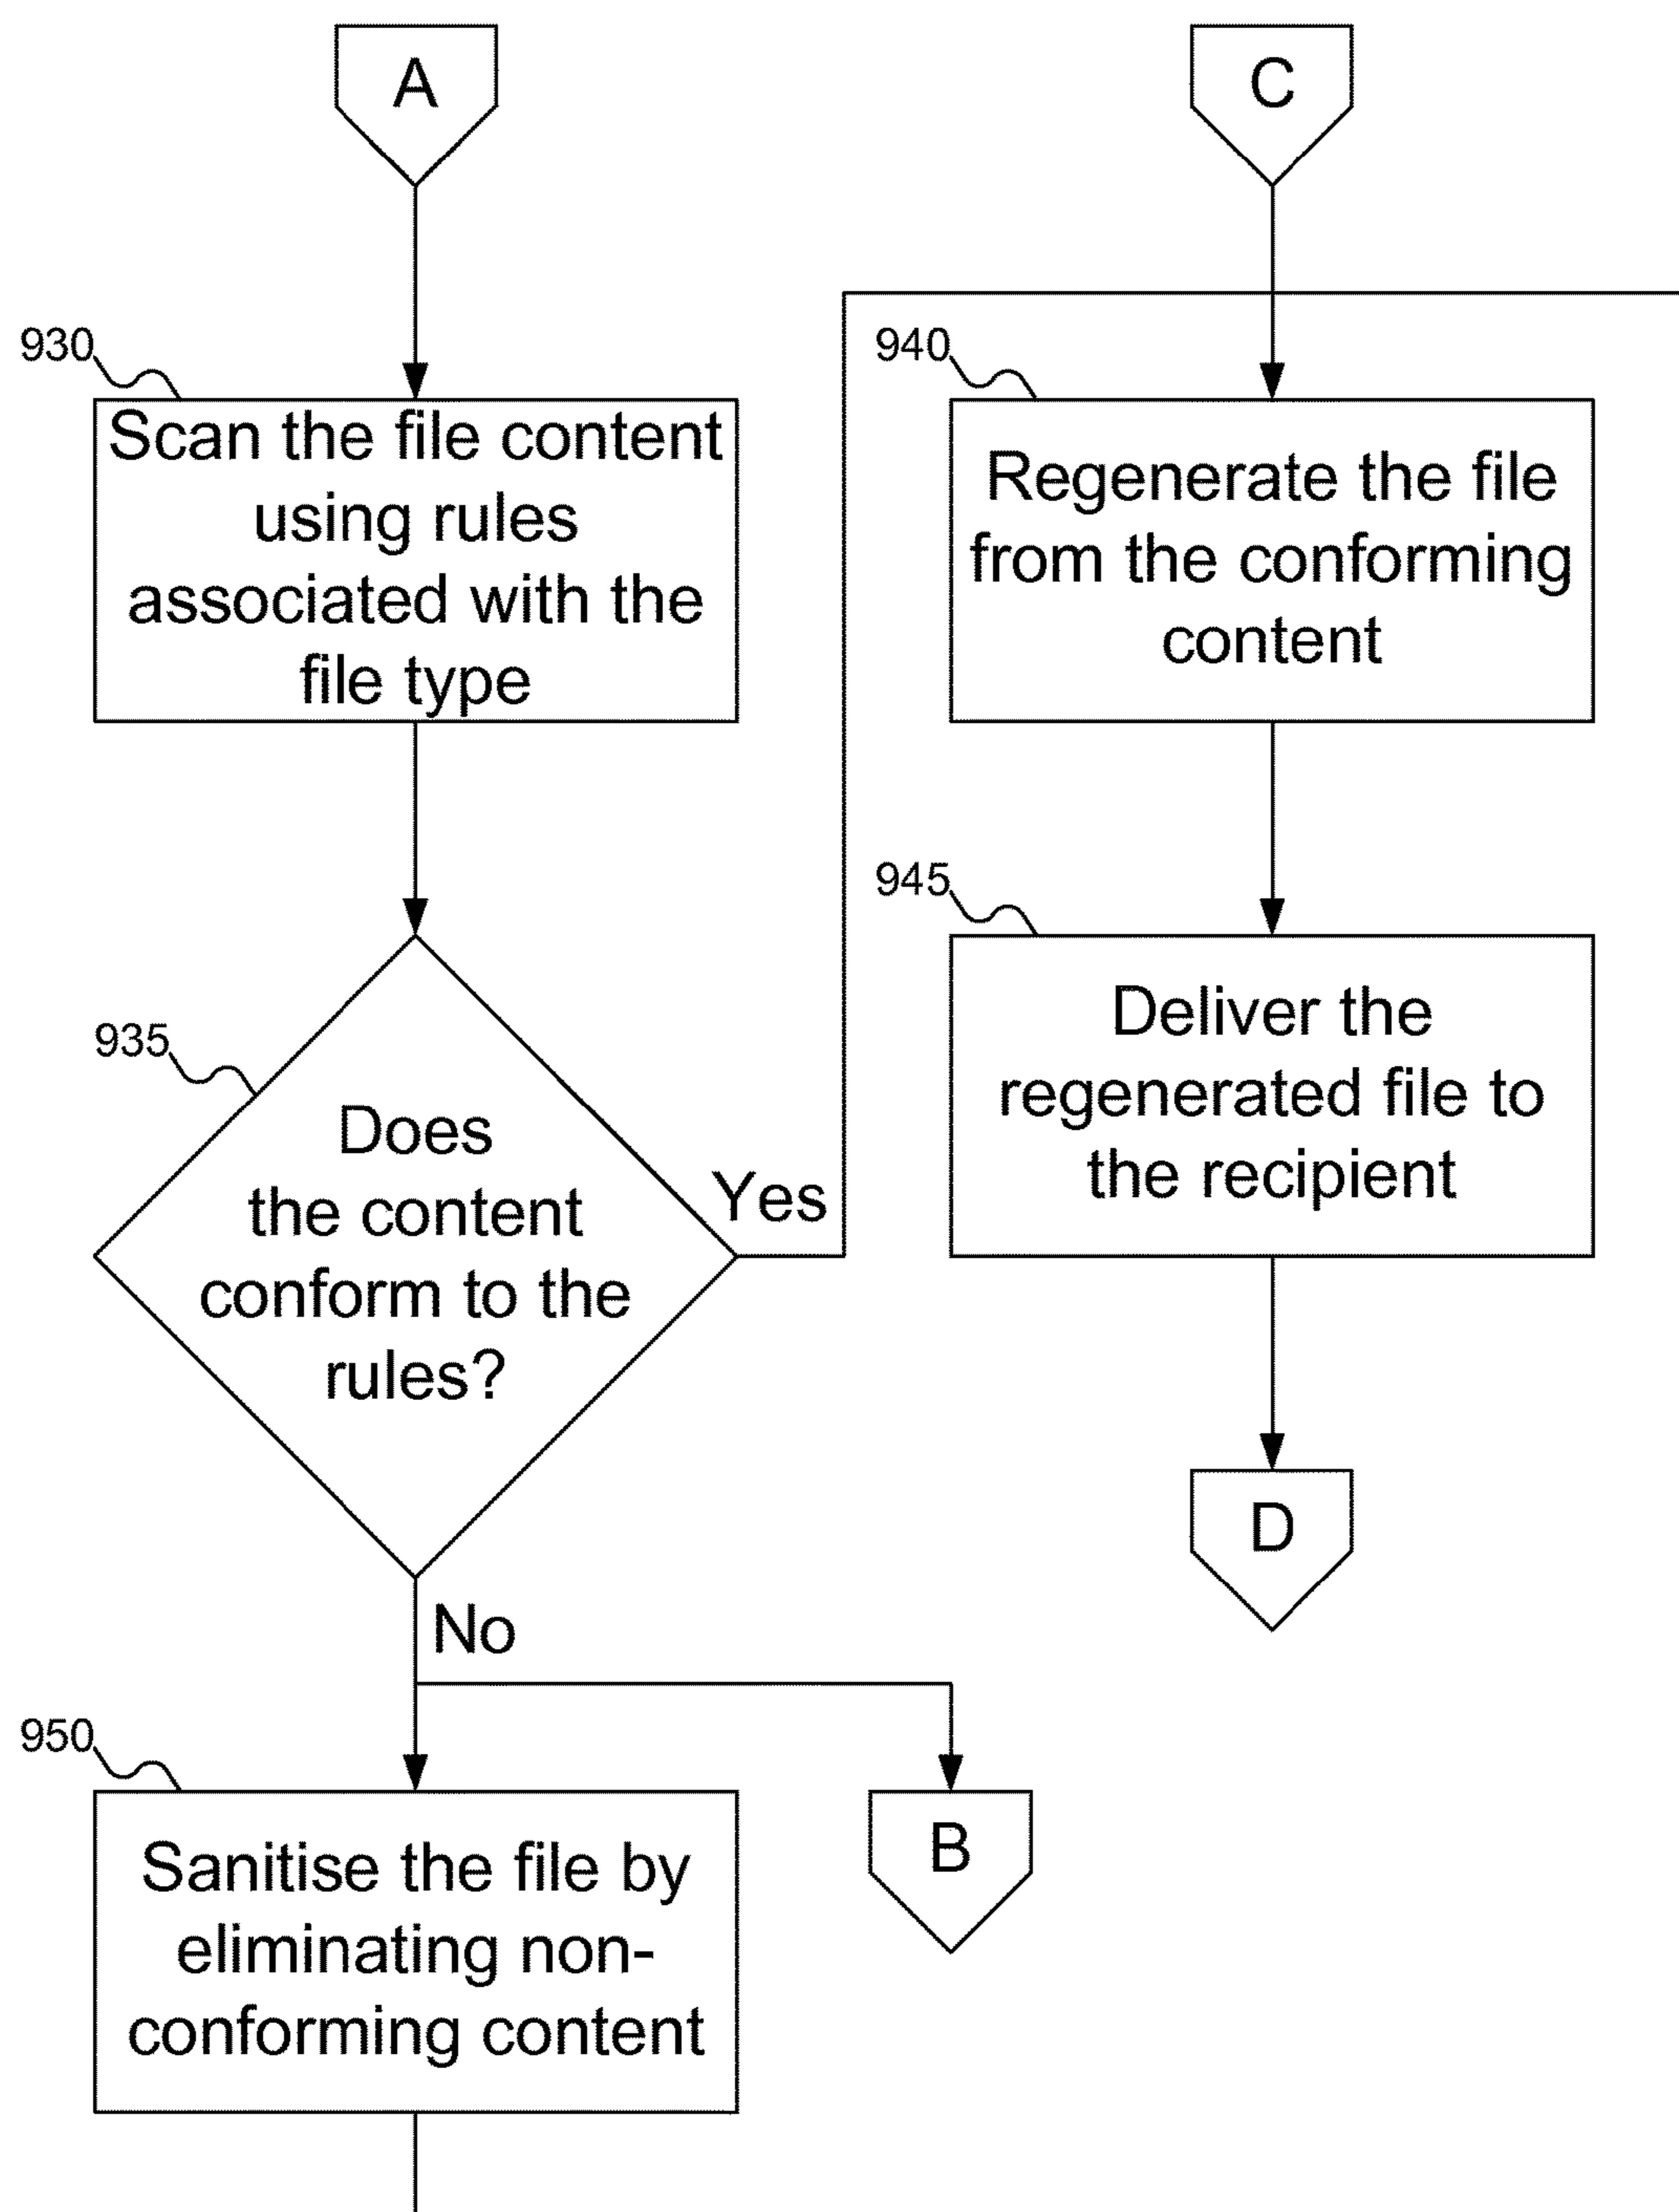 A
930
Scan the file content
using rules
associated with the
file type
935
Does
the content
conform to the
rules?
Yes
No
950
Sanitise the file by
eliminating non-
conforming content
B
C
940
Regenerate the file
from the conforming
content
945
Deliver the
regenerated file to
the recipient
D